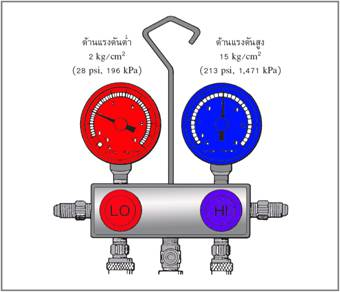 ด้านแรงดันต่ำ
2 kg/cm²
(28 psi, 196 kPa)
ด้านแรงดันสูง
15 kg/cm²
(213 psi, 1,471 kPa)
LO
HI